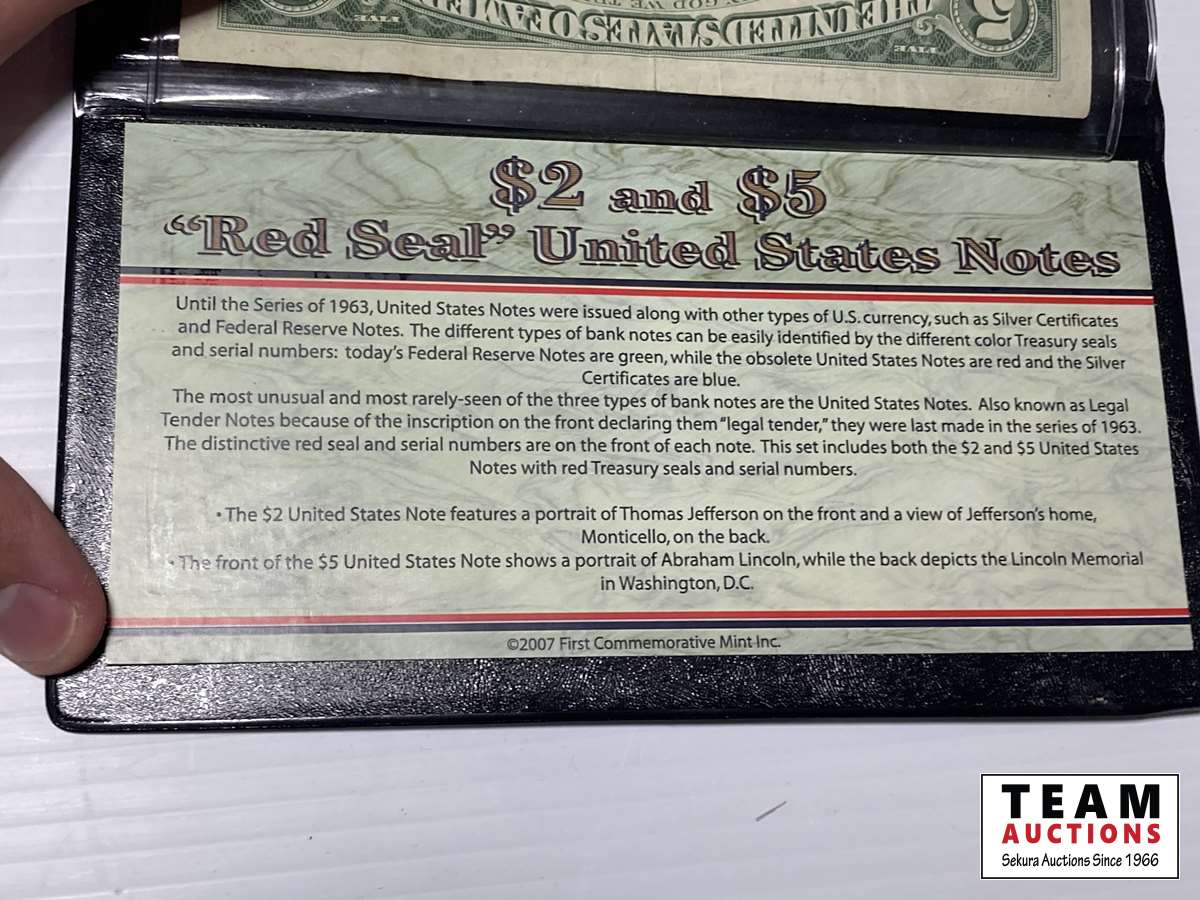 GOD WE
THE UNITED STATES OF AMERICA
FIVE
FIVE
5
$2 and $5
“Red Seal” United States Notes
Until the Series of 1963, United States Notes were issued along with other types of U.S. currency, such as Silver Certificates
and Federal Reserve Notes. The different types of bank notes can be easily identified by the different color Treasury seals
and serial numbers: today's Federal Reserve Notes are green, while the obsolete United States Notes are red and the Silver
Certificates are blue.
The most unusual and most rarely-seen of the three types of bank notes are the United States Notes. Also known as Legal
Tender Notes because of the inscription on the front declaring them "legal tender," they were last made in the series of 1963.
The distinctive red seal and serial numbers are on the front of each note. This set includes both the $2 and $5 United States
Notes with red Treasury seals and serial numbers.
• The $2 United States Note features a portrait of Thomas Jefferson on the front and a view of Jefferson's home,
Monticello, on the back.
• The front of the $5 United States Note shows a portrait of Abraham Lincoln, while the back depicts the Lincoln Memorial
in Washington, D.C.
©2007 First Commemorative Mint Inc.
TEAM
AUCTIONS
Sekura Auctions Since 1966